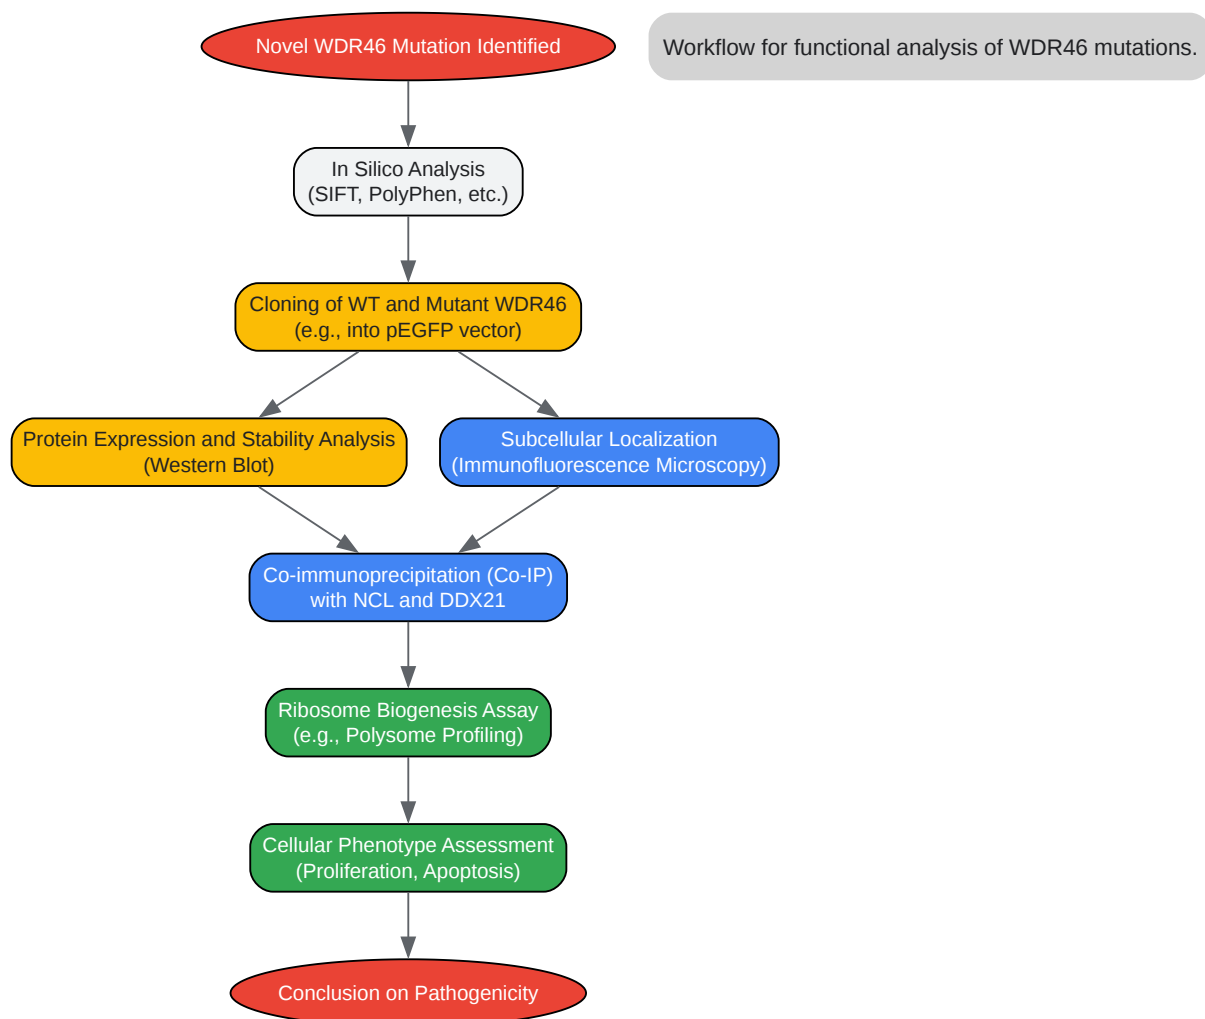 Novel WDR46 Mutation Identified
Workflow for functional analysis of WDR46 mutations.
In Silico Analysis
(SIFT, PolyPhen, etc.)
Cloning of WT and Mutant WDR46
(e.g., into pEGFP vector)
Protein Expression and Stability Analysis
(Western Blot)
Subcellular Localization
(Immunofluorescence Microscopy)
Co-immunoprecipitation (Co-IP)
with NCL and DDX21
Ribosome Biogenesis Assay
(e.g., Polysome Profiling)
Cellular Phenotype Assessment
(Proliferation, Apoptosis)
Conclusion on Pathogenicity